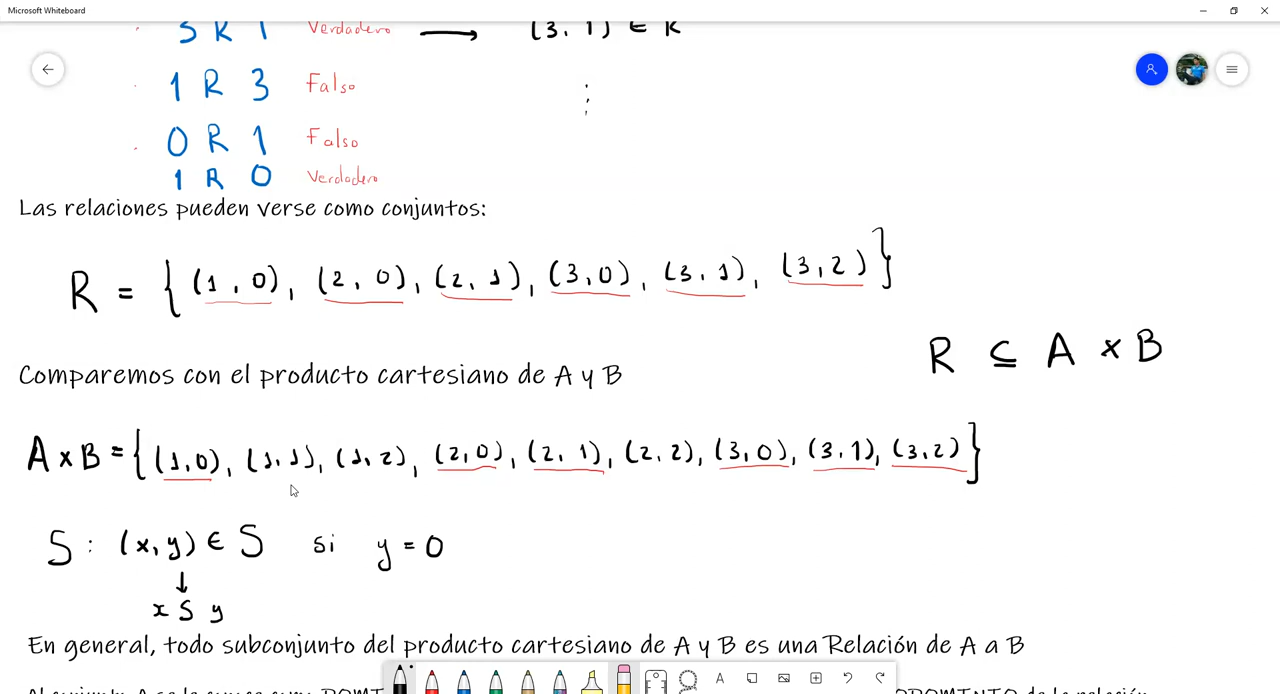 Microsoft Whiteboard
3 R 1 Verdadero → (3, 1) ∈ R
1 R 3 Falso ⋮
0 R 1 Falso
1 R 0 Verdadero
Las relaciones pueden verse como conjuntos:
R = {(1, 0), (2, 0), (2, 1), (3, 0), (3, 1), (3, 2)}
R ⊆ A × B
Comparemos con el producto cartesiano de A y B
A × B = {(1, 0), (1, 1), (1, 2), (2, 0), (2, 1), (2, 2), (3, 0), (3, 1), (3, 2)}
S : (x, y) ∈ S si y = 0
↓
x S y
En general, todo subconjunto del producto cartesiano de A y B es una Relación de A a B